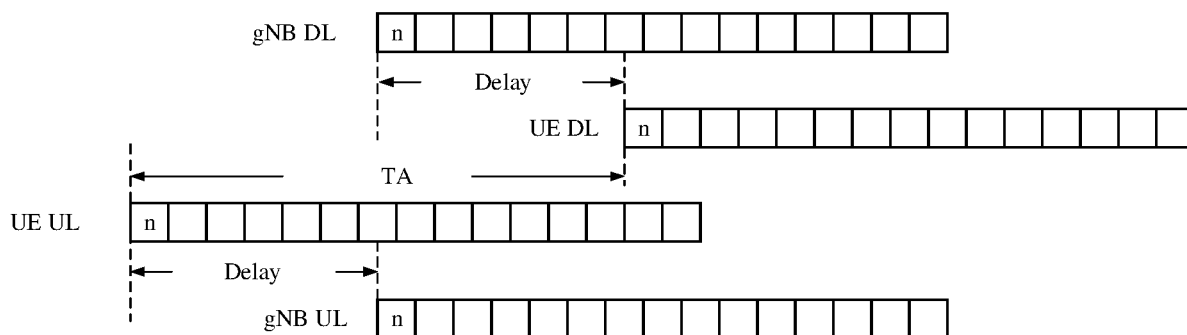 gNB DL n
Delay
UE DL n
TA
UE UL n
Delay
gNB UL n